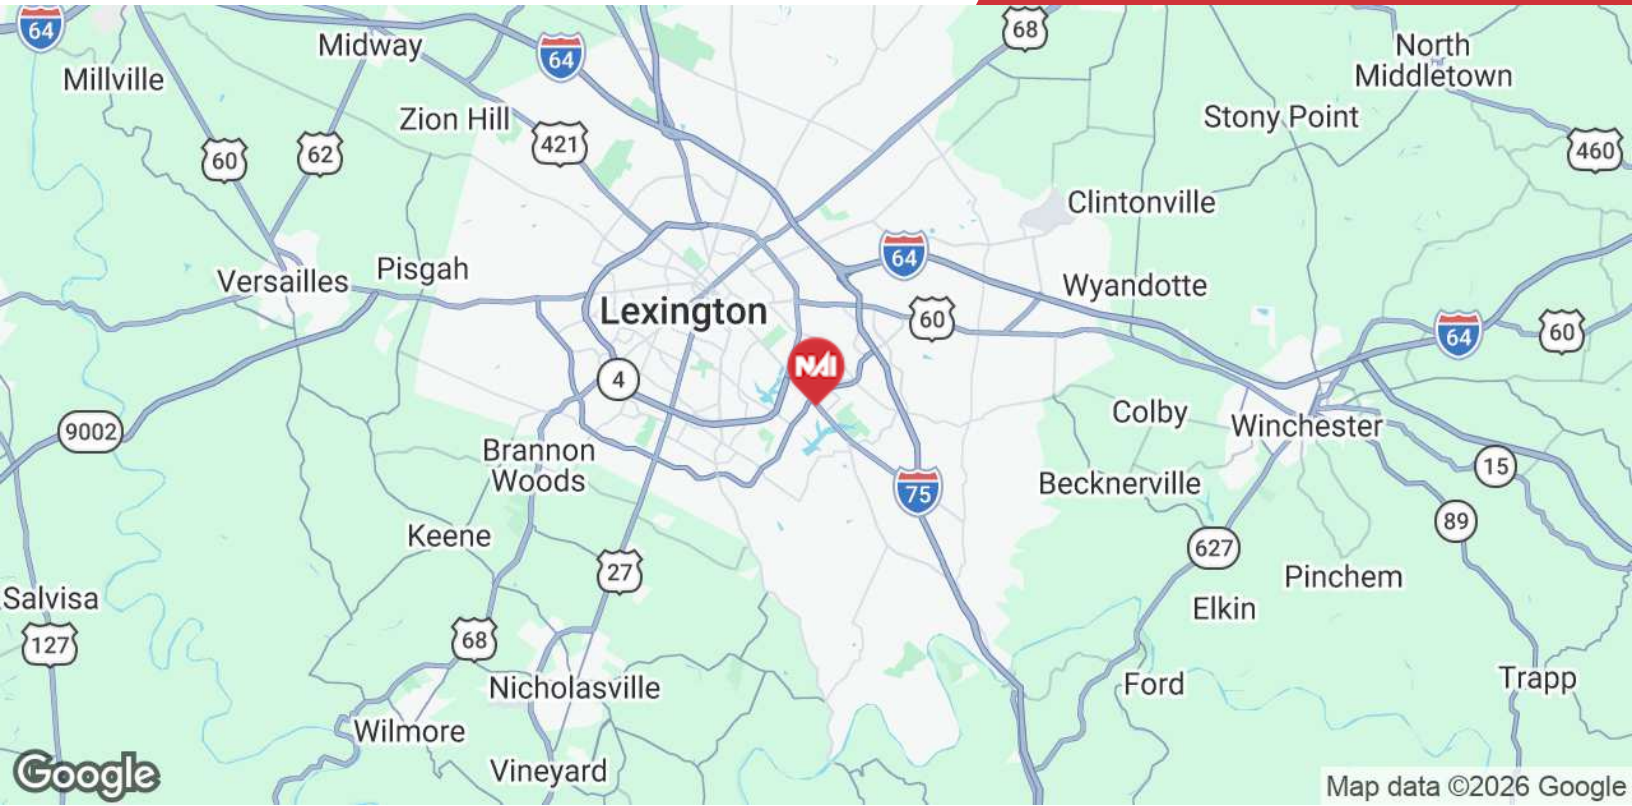 64
Midway
64
68
North
Middletown
Millville
Zion Hill
421
Stony Point
60
62
460
Clintonville
64
Versailles
Pisgah
Wyandotte
Lexington
60
64
60
NAI
4
9002
Colby
Winchester
Brannon
Woods
15
75
Becknerville
89
Keene
627
27
Pinchem
Salvisa
Elkin
127
68
Nicholasville
Ford
Trapp
Wilmore
Vineyard
Google
Map data ©2026 Google